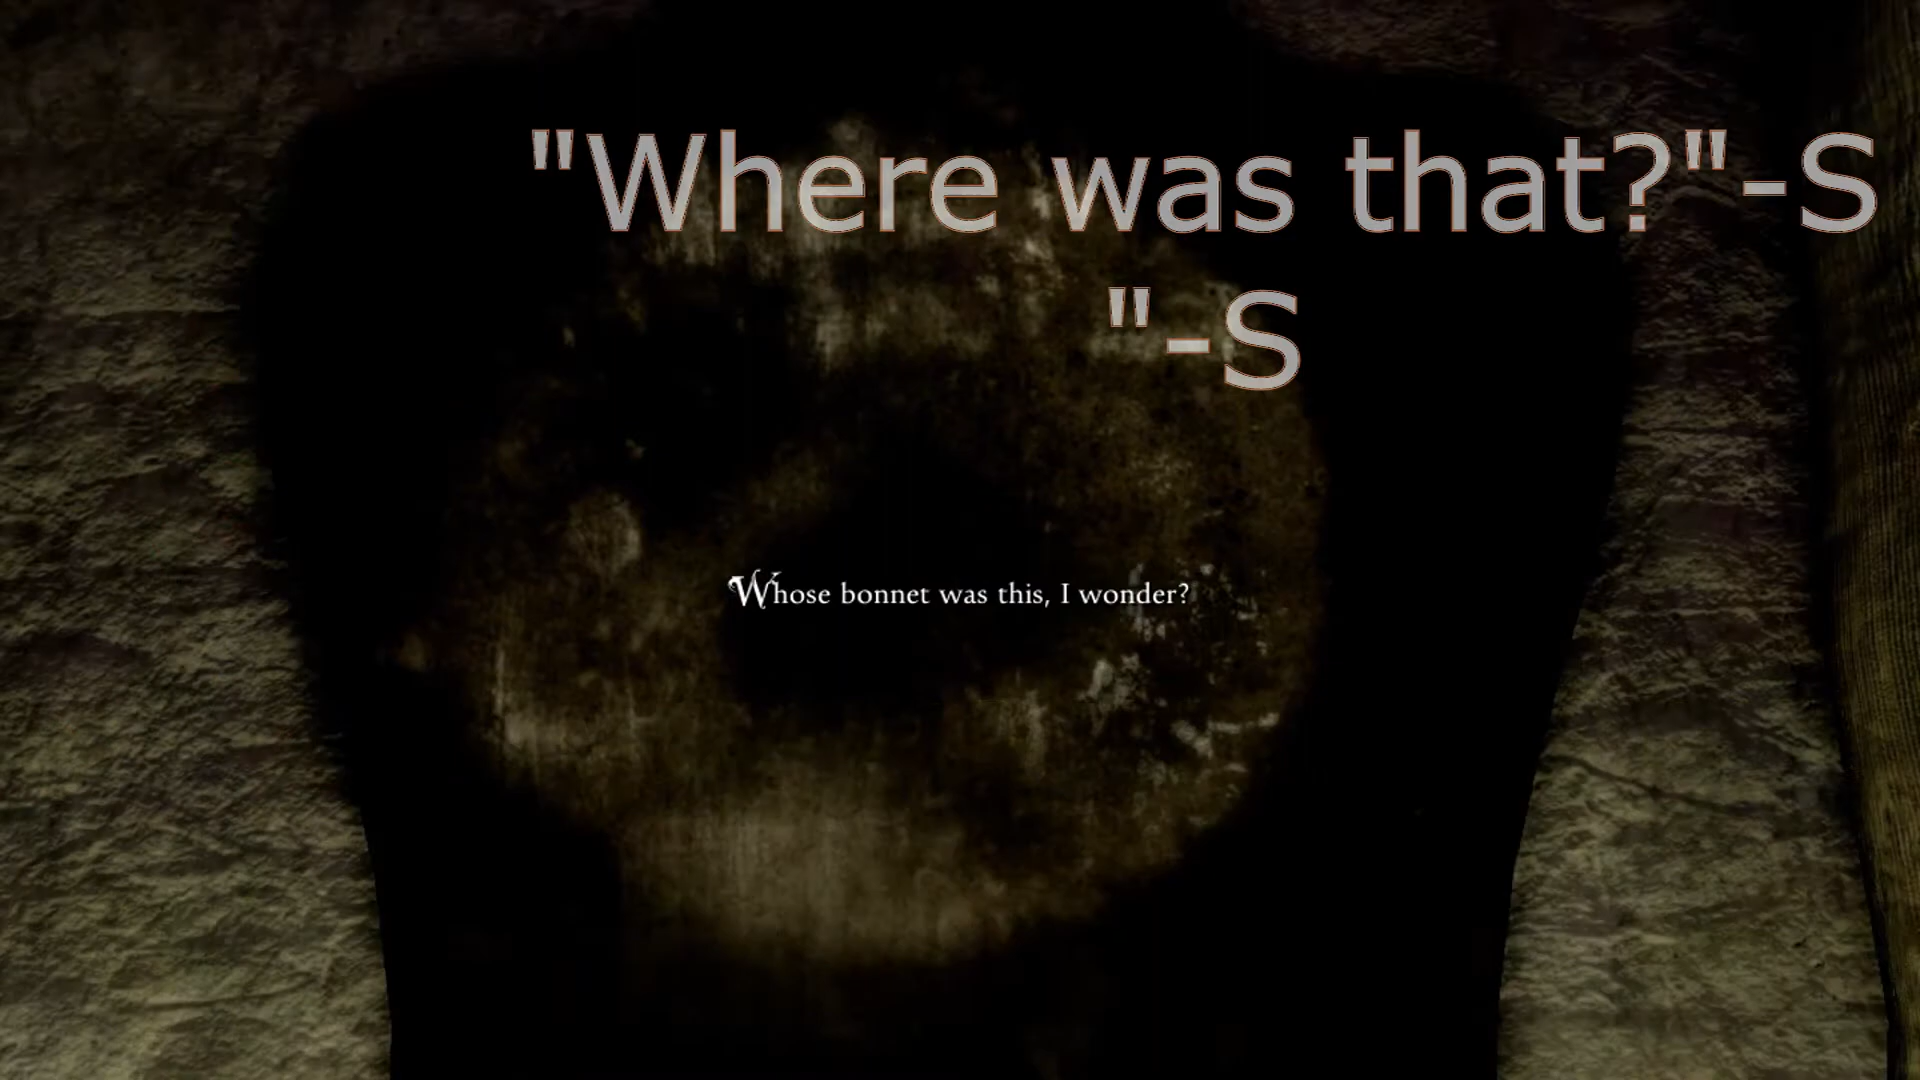 "Where was that?"-S
"-S
Whose bonnet was this, I wonder?